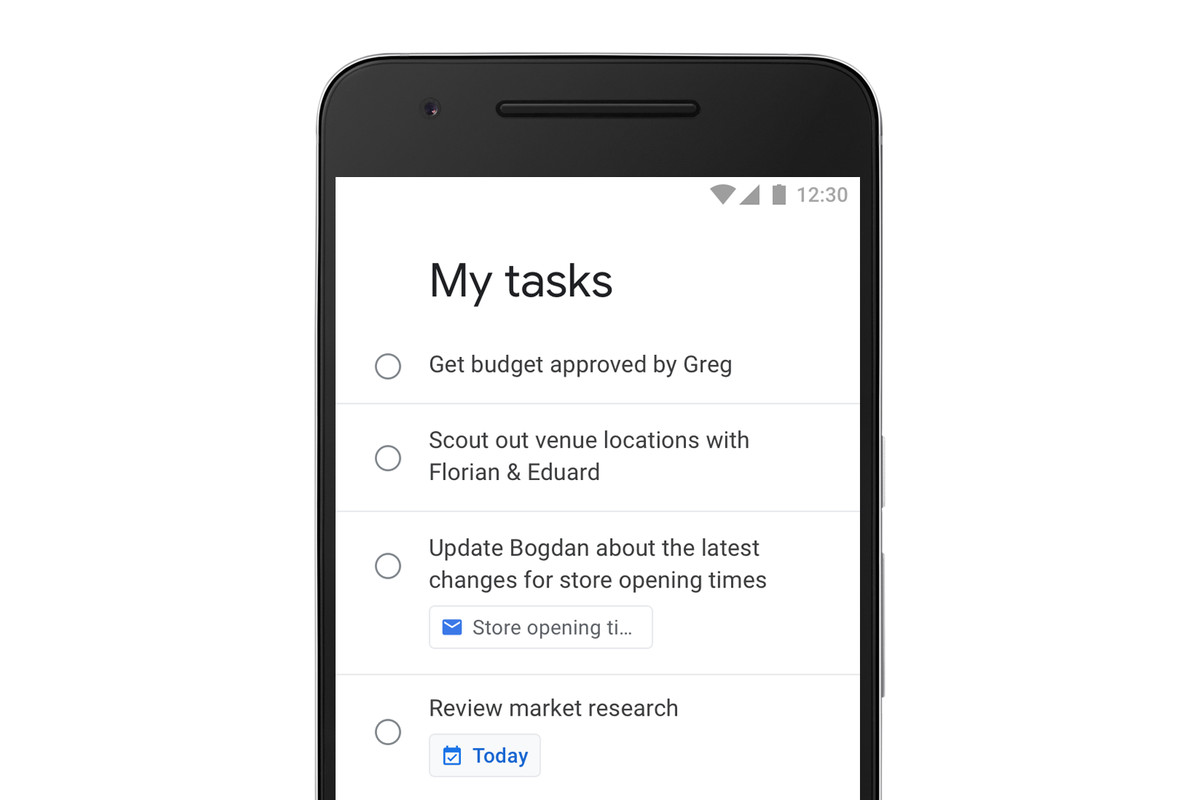 12:30
My tasks
Get budget approved by Greg
Scout out venue locations with
Florian & Eduard
Update Bogdan about the latest
changes for store opening times
Store opening ti...
Review market research
Today